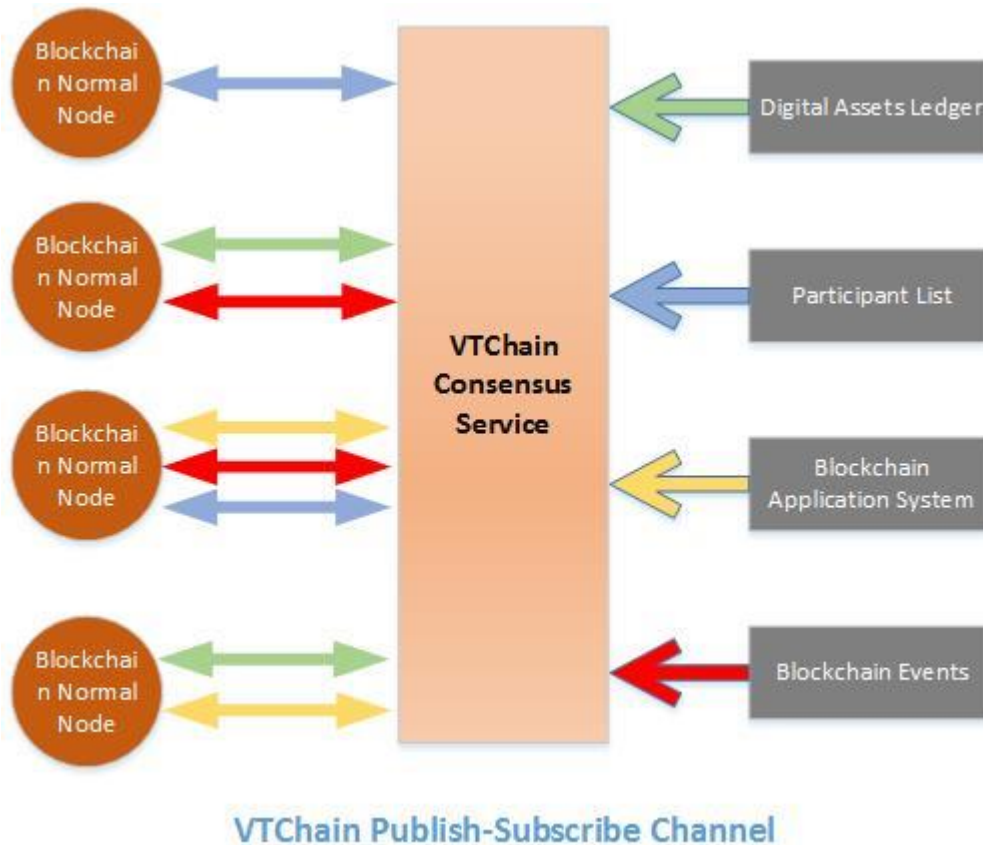 Blockchai
n Normal
Node
Digital Assets Ledger
Blockchai
n Normal
Node
Participant List
VTChain
Consensus
Service
Blockchai
n Normal
Node
Blockchain
Application System
Blockchai
n Normal
Node
Blockchain Events
VTChain Publish-Subscribe Channel